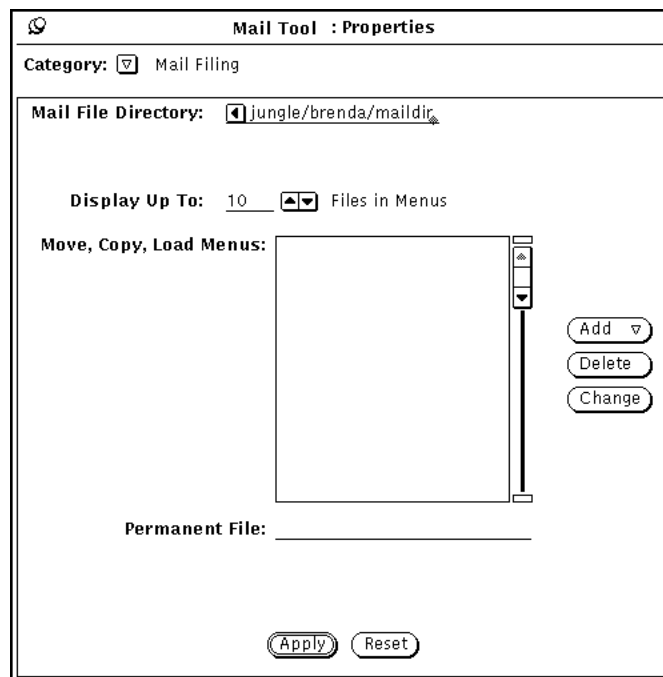 Mail Tool : Properties
Category: Mail Filing
Mail File Directory: jungle/brenda/maildir
Display Up To: 10 Files in Menus
Move, Copy, Load Menus:
Add
Delete
Change
Permanent File:
Apply Reset